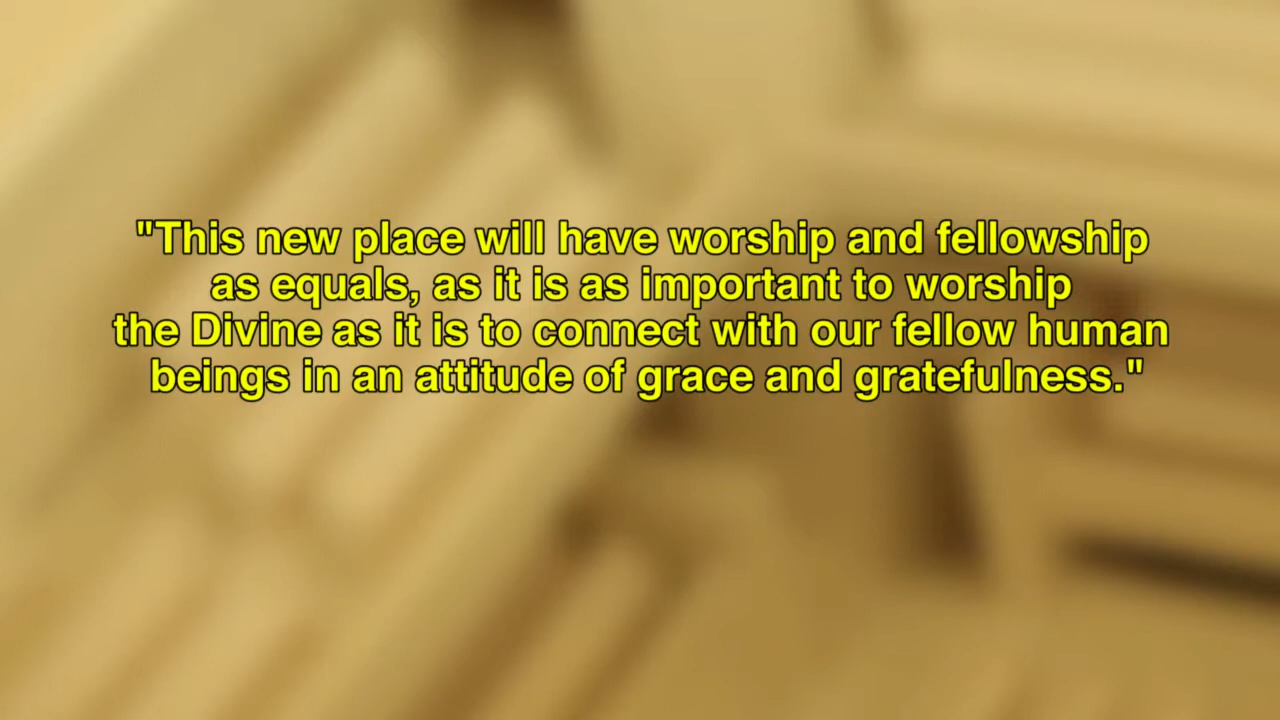 "This new place will have worship and fellowship
as equals, as it is as important to worship
the Divine as it is to connect with our fellow human
beings in an attitude of grace and gratefulness."